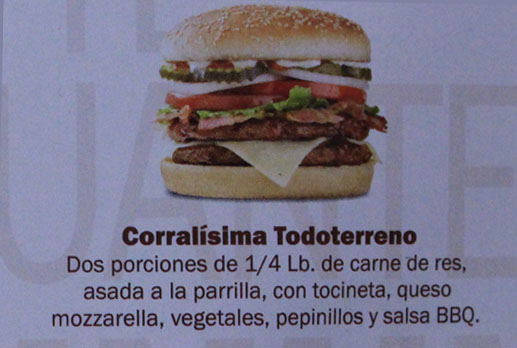 Corralísima Todoterreno
Dos porciones de 1/4 Lb. de carne de res,
asada a la parrilla, con tocineta, queso
mozzarella, vegetales, pepinillos y salsa BBQ.